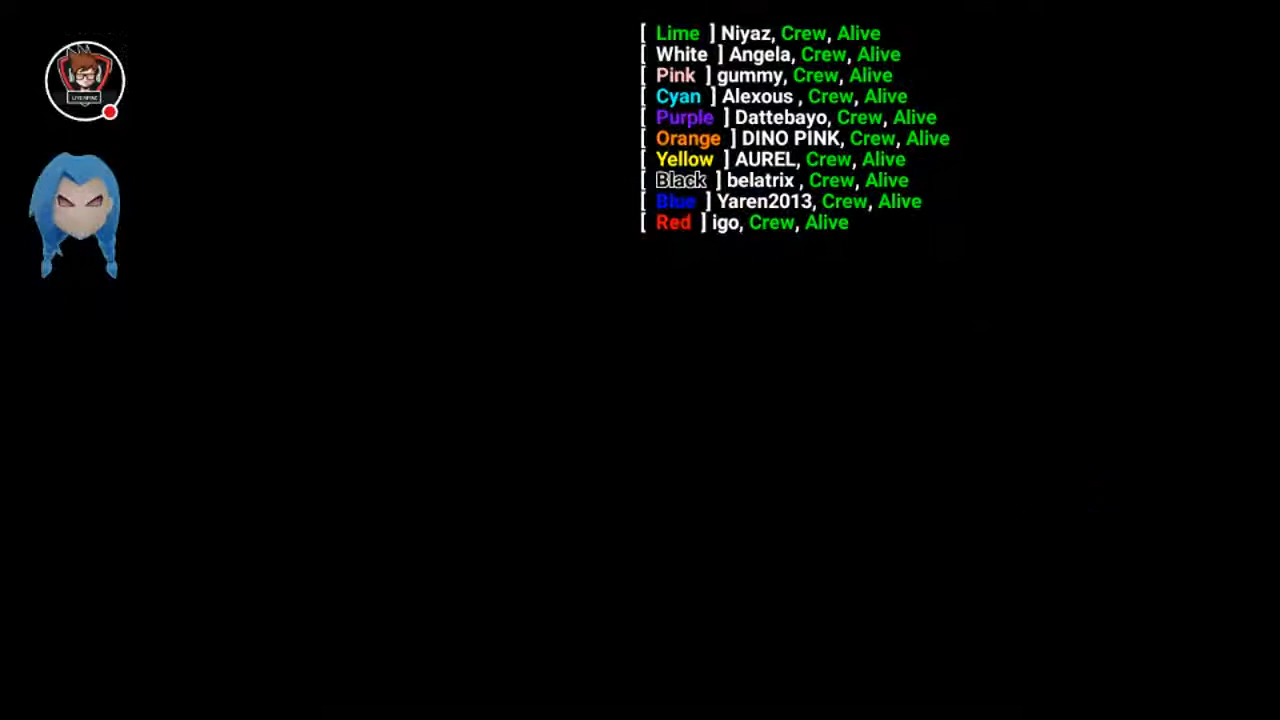 [ Lime ] Niyaz, Crew, Alive
[ White ] Angela, Crew, Alive
[ Pink ] gummy, Crew, Alive
[ Cyan ] Alexous , Crew, Alive
[ Purple ] Dattebayo, Crew, Alive
[ Orange ] DINO PINK, Crew, Alive
[ Yellow ] AUREL, Crew, Alive
[ Black ] belatrix , Crew, Alive
[ Blue ] Yaren2013, Crew, Alive
[ Red ] igo, Crew, Alive